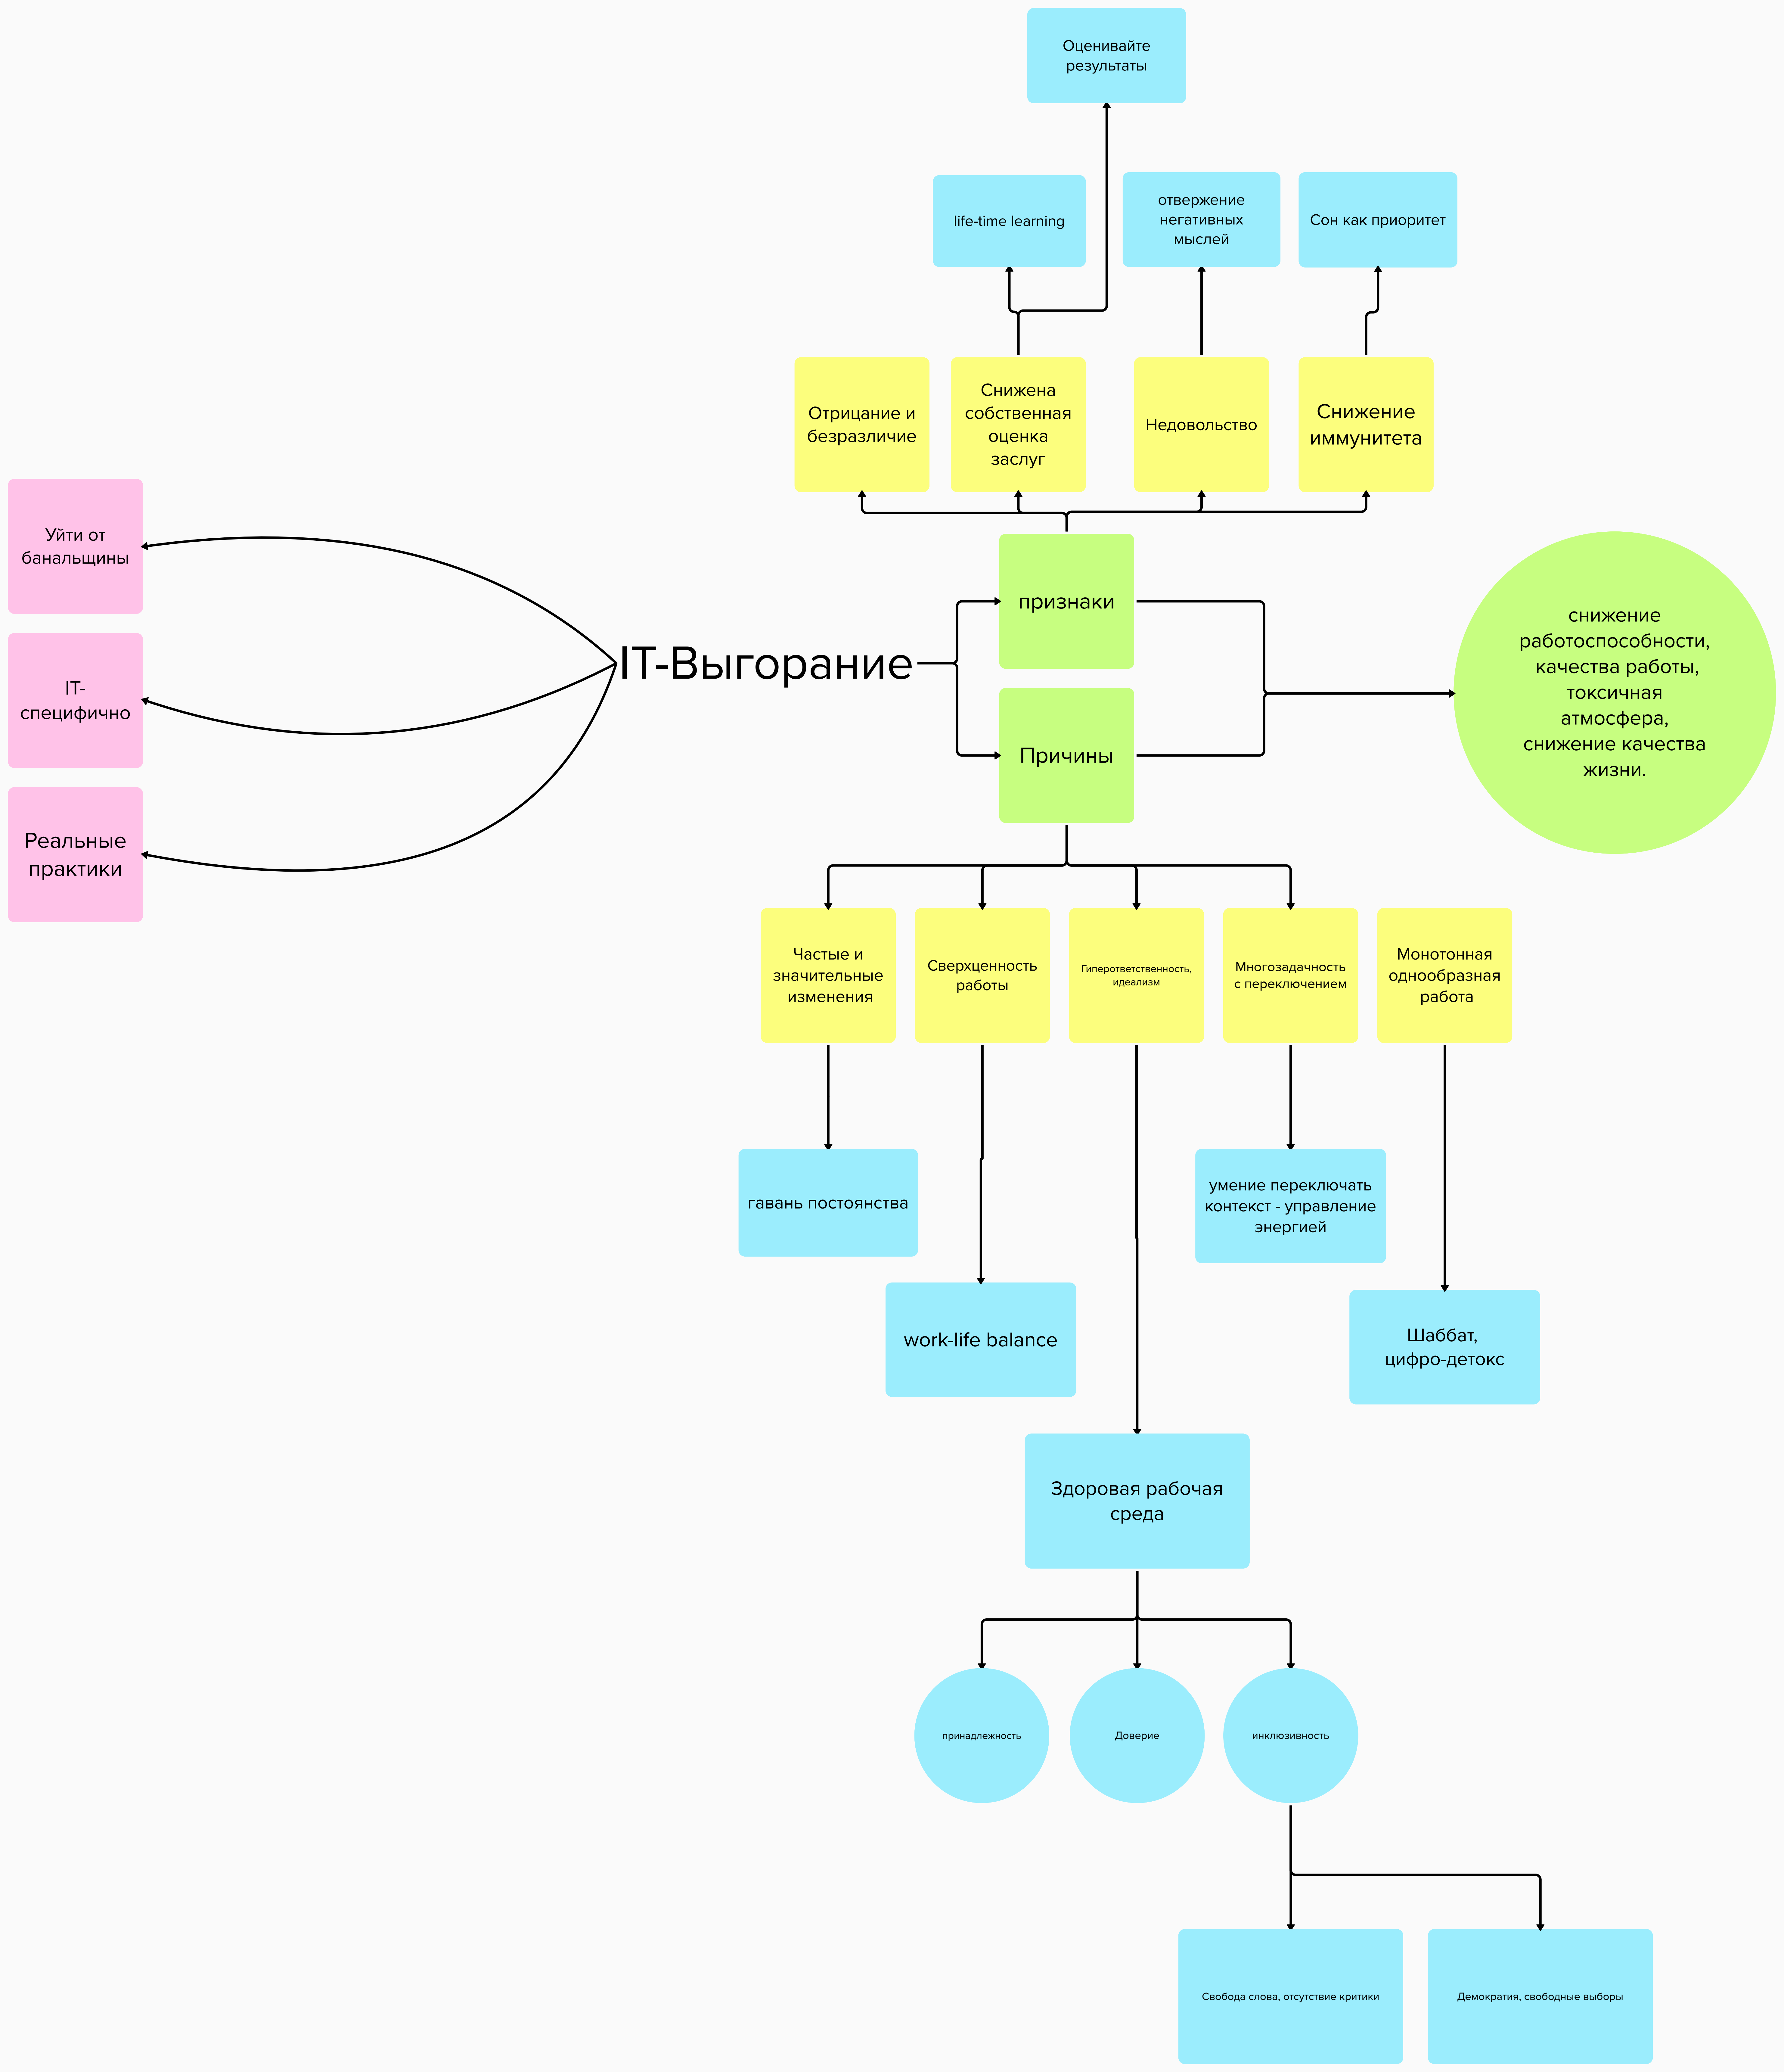 Оценивайте
результаты
life-time learning
отвержение
негативных
мыслей
Сон как приоритет
Отрицание и
безразличие
Снижена
собственная
оценка
заслуг
Недовольство
Снижение
иммунитета
Уйти от
банальщины
IT-
специфично
Реальные
практики
IT-Выгорание
признаки
Причины
снижение
работоспособности,
качества работы,
токсичная
атмосфера,
снижение качества
жизни.
Частые и
значительные
изменения
Сверхценность
работы
Гиперответственность,
идеализм
Многозадачность
с переключением
Монотонная
однообразная
работа
гавань постоянства
умение переключать
контекст - управление
энергией
work-life balance
Шаббат,
цифро-детокс
Здоровая рабочая
среда
принадлежность
Доверие
инклюзивность
Свобода слова, отсутствие критики
Демократия, свободные выборы